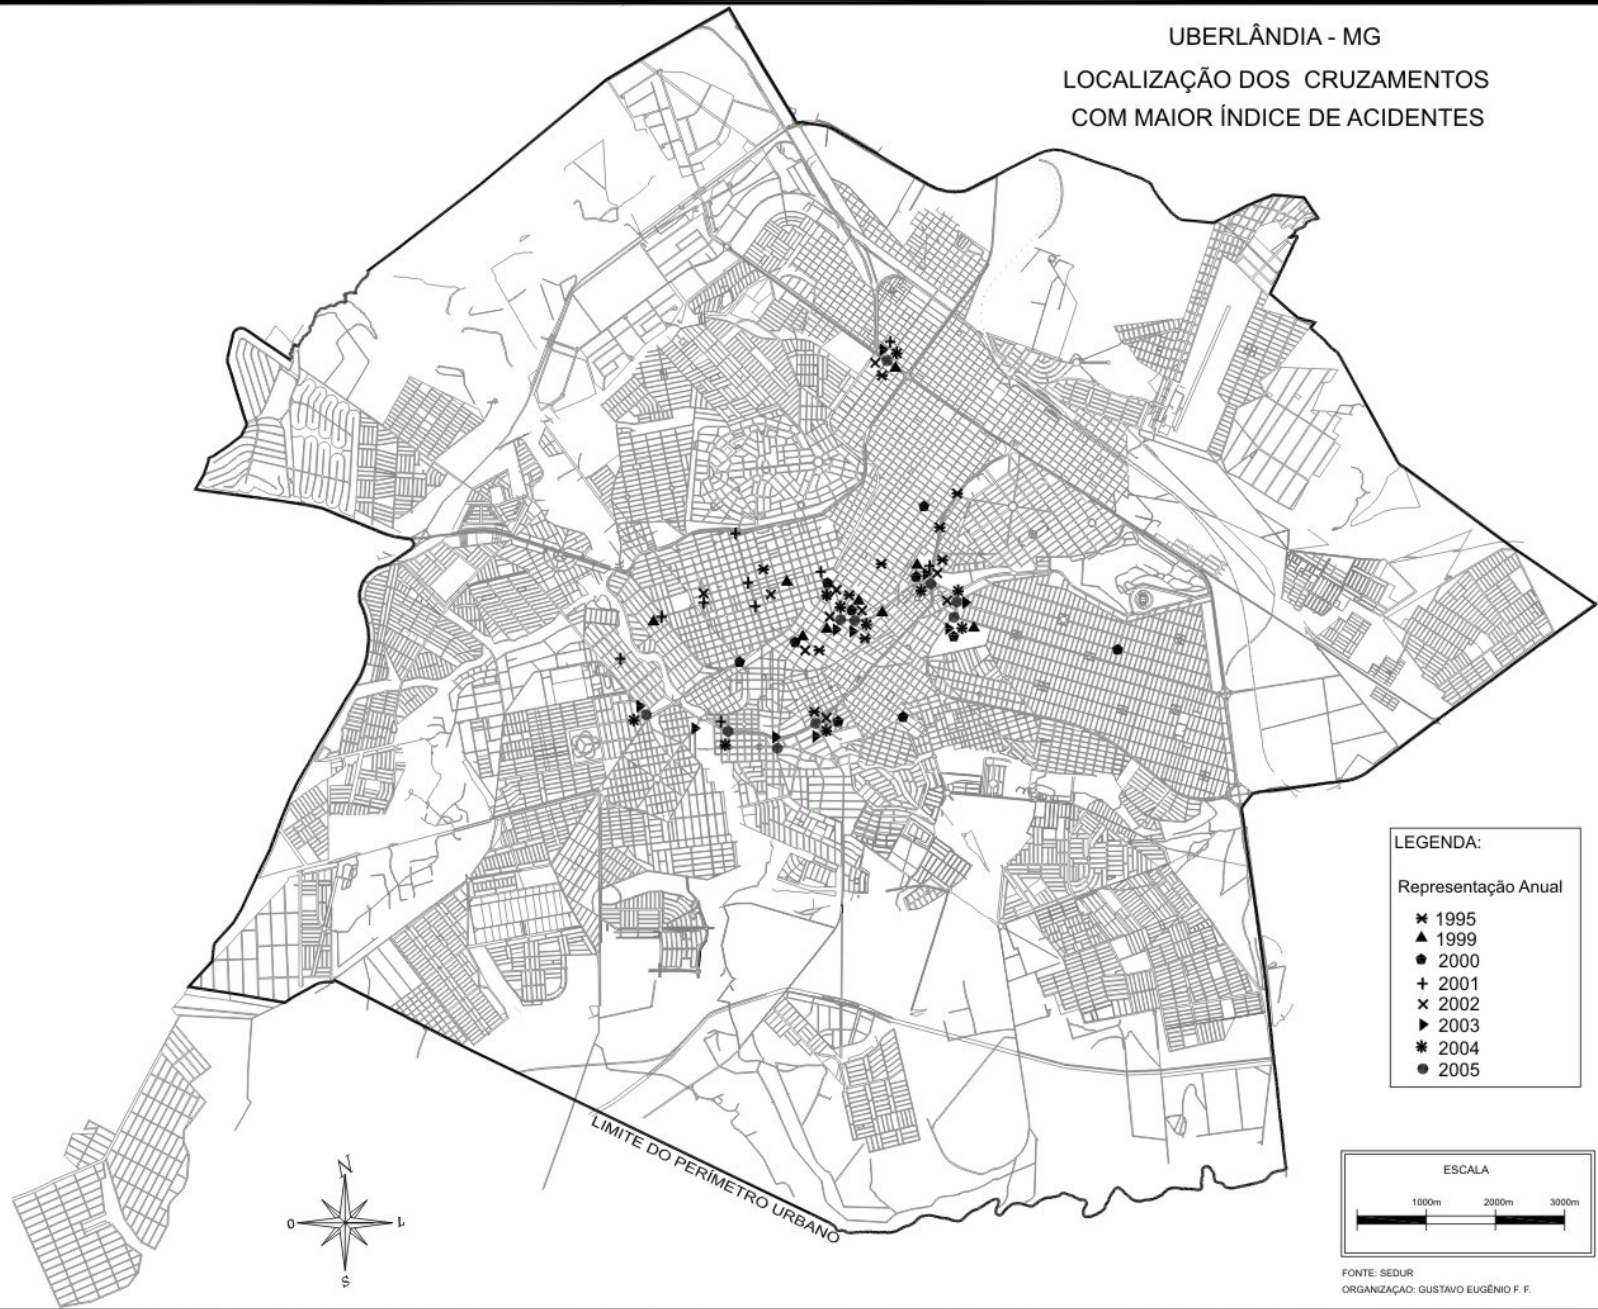 UBERLÂNDIA - MG
LOCALIZAÇÃO DOS CRUZAMENTOS
COM MAIOR ÍNDICE DE ACIDENTES
LEGENDA:
Representação Anual
1995
1999
2000
2001
2002
2003
2004
2005
LIMITE DO PERÍMETRO URBANO
N
O
L
S
ESCALA
1000m 2000m 3000m
FONTE: SEDUR
ORGANIZAÇAO: GUSTAVO EUGÊNIO F. F.